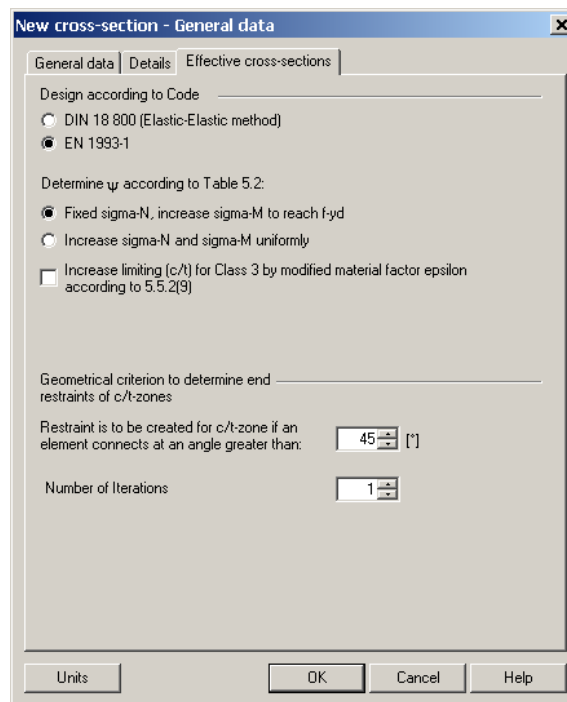 New cross-section - General data
General data
Details
Effective cross-sections
Design according to Code
DIN 18 800 (Elastic-Elastic method)
EN 1993-1
Determine ψ according to Table 5.2:
Fixed sigma-N, increase sigma-M to reach f-yd
Increase sigma-N and sigma-M uniformly
Increase limiting (c/t) for Class 3 by modified material factor epsilon
according to 5.5.2(9)
Geometrical criterion to determine end
restraints of c/t-zones
Restraint is to be created for c/t-zone if an
element connects at an angle greater than:
45 [°]
Number of Iterations
1
Units
OK
Cancel
Help